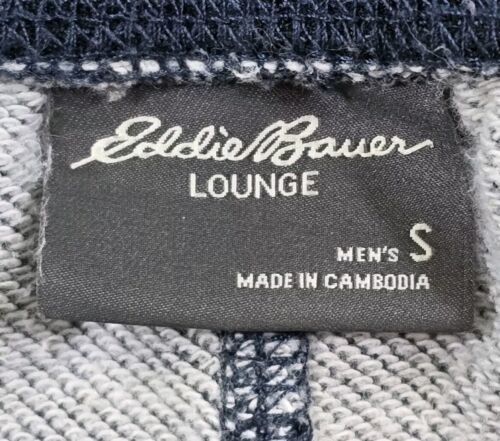 Eddie Bauer
LOUNGE
MEN'S S
MADE IN CAMBODIA